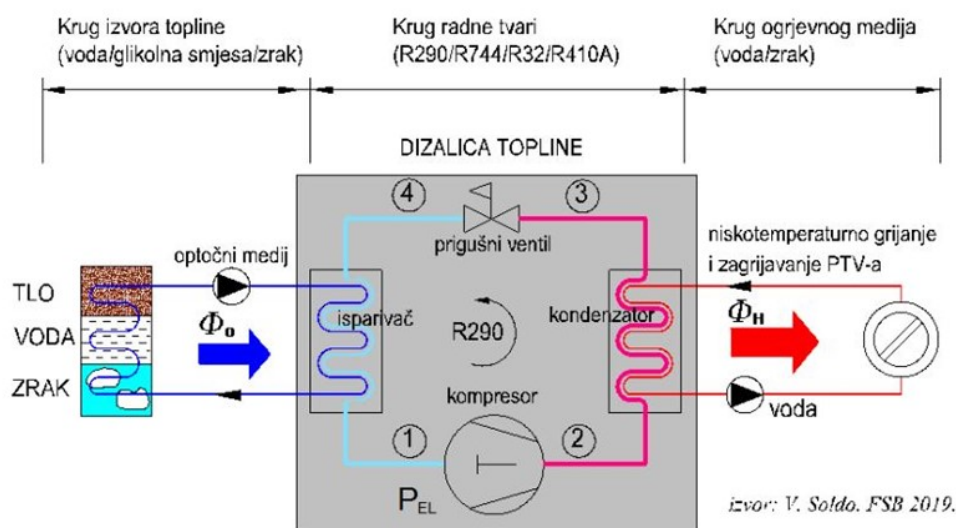 Krug izvora topline
(voda/glikolna smjesa/zrak)
Krug radne tvari
(R290/R744/R32/R410A)
Krug ogrjevnog medija
(voda/zrak)
DIZALICA TOPLINE
4
3
prigušni ventil
optočni medij
niskotemperaturno grijanje
i zagrijavanje PTV-a
TLO
VODA
ZRAK
Φo
isparivač
R290
kondenzator
ΦH
kompresor
voda
1
2
PEL
izvor: V. Soldo. FSB 2019.